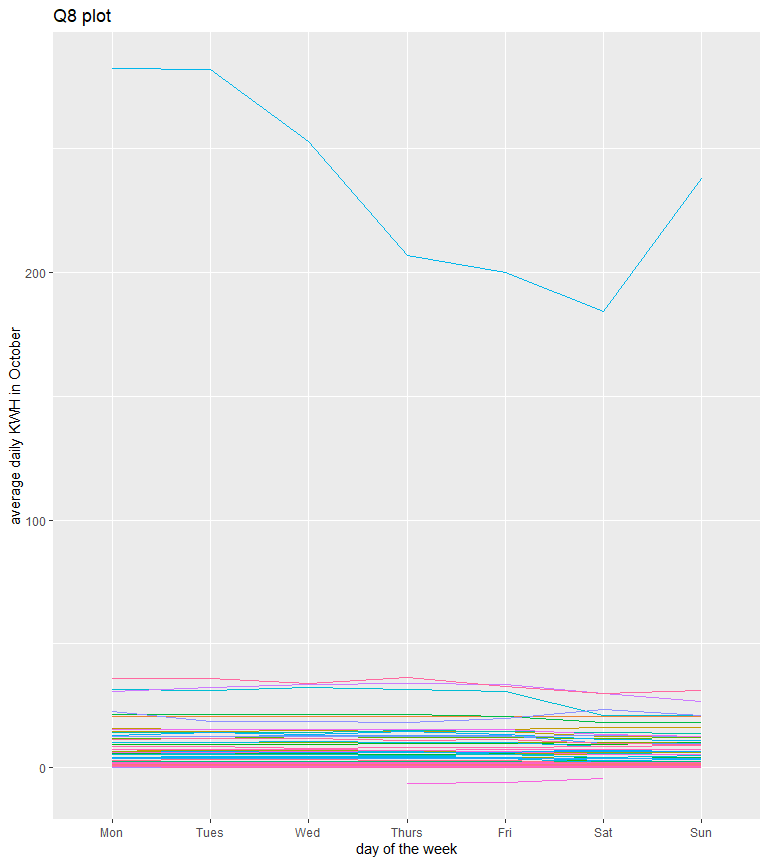 Q8 plot
average daily KWH in October
200
100
0
Mon Tues Wed Thurs Fri Sat Sun
day of the week